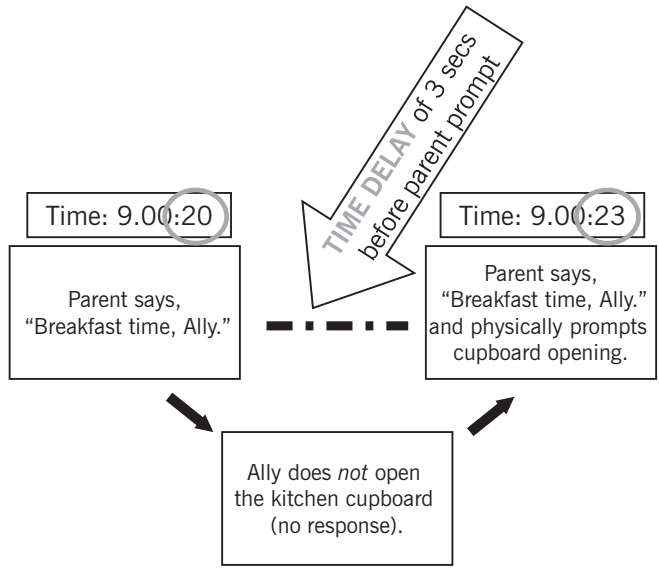 TIME DELAY of 3 secs
before parent prompt
Time: 9.00:20
Time: 9.00:23
Parent says,
“Breakfast time, Ally.”
Parent says,
“Breakfast time, Ally.”
and physically prompts
cupboard opening.
Ally does not open
the kitchen cupboard
(no response).